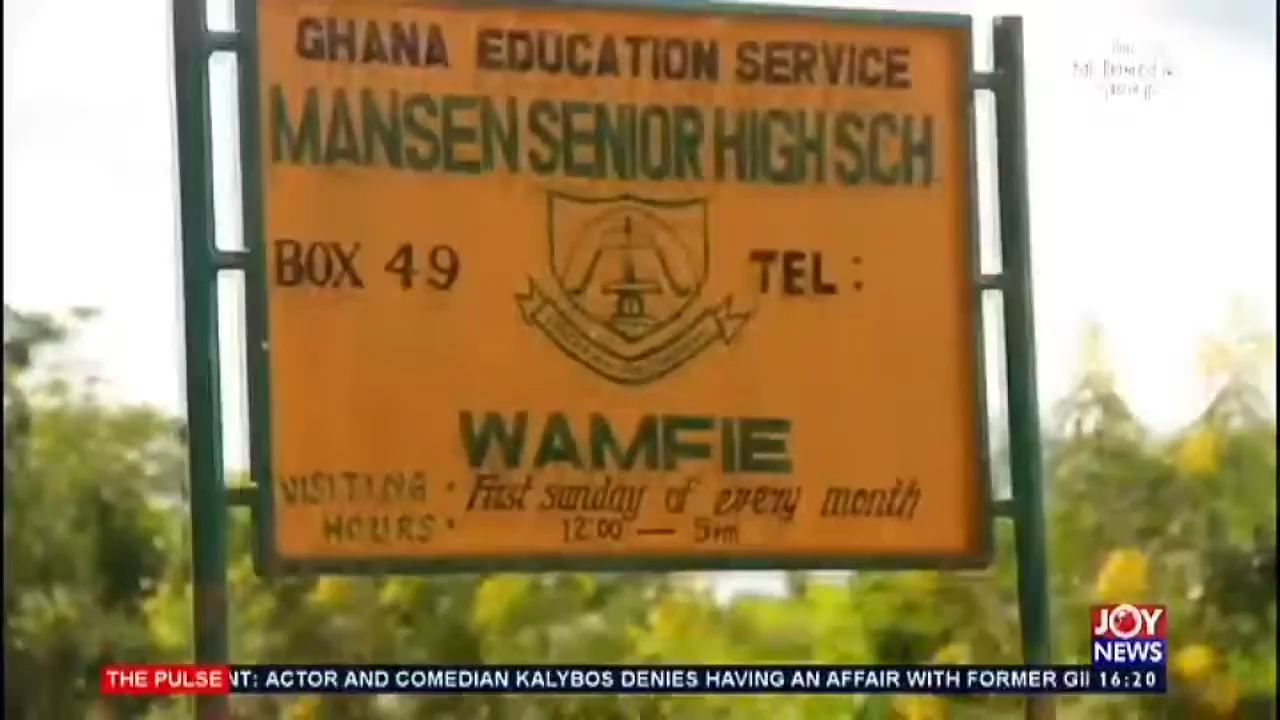 GHANA EDUCATION SERVICE
MANSEN SENIOR HIGH SCH.
BOX 49
TEL :
WAMFIE
VISITING : First sunday of every month
HOURS : 12:00 — 5pm
JOY
NEWS
THE PULSE NT: ACTOR AND COMEDIAN KALYBOS DENIES HAVING AN AFFAIR WITH FORMER GI 16:20